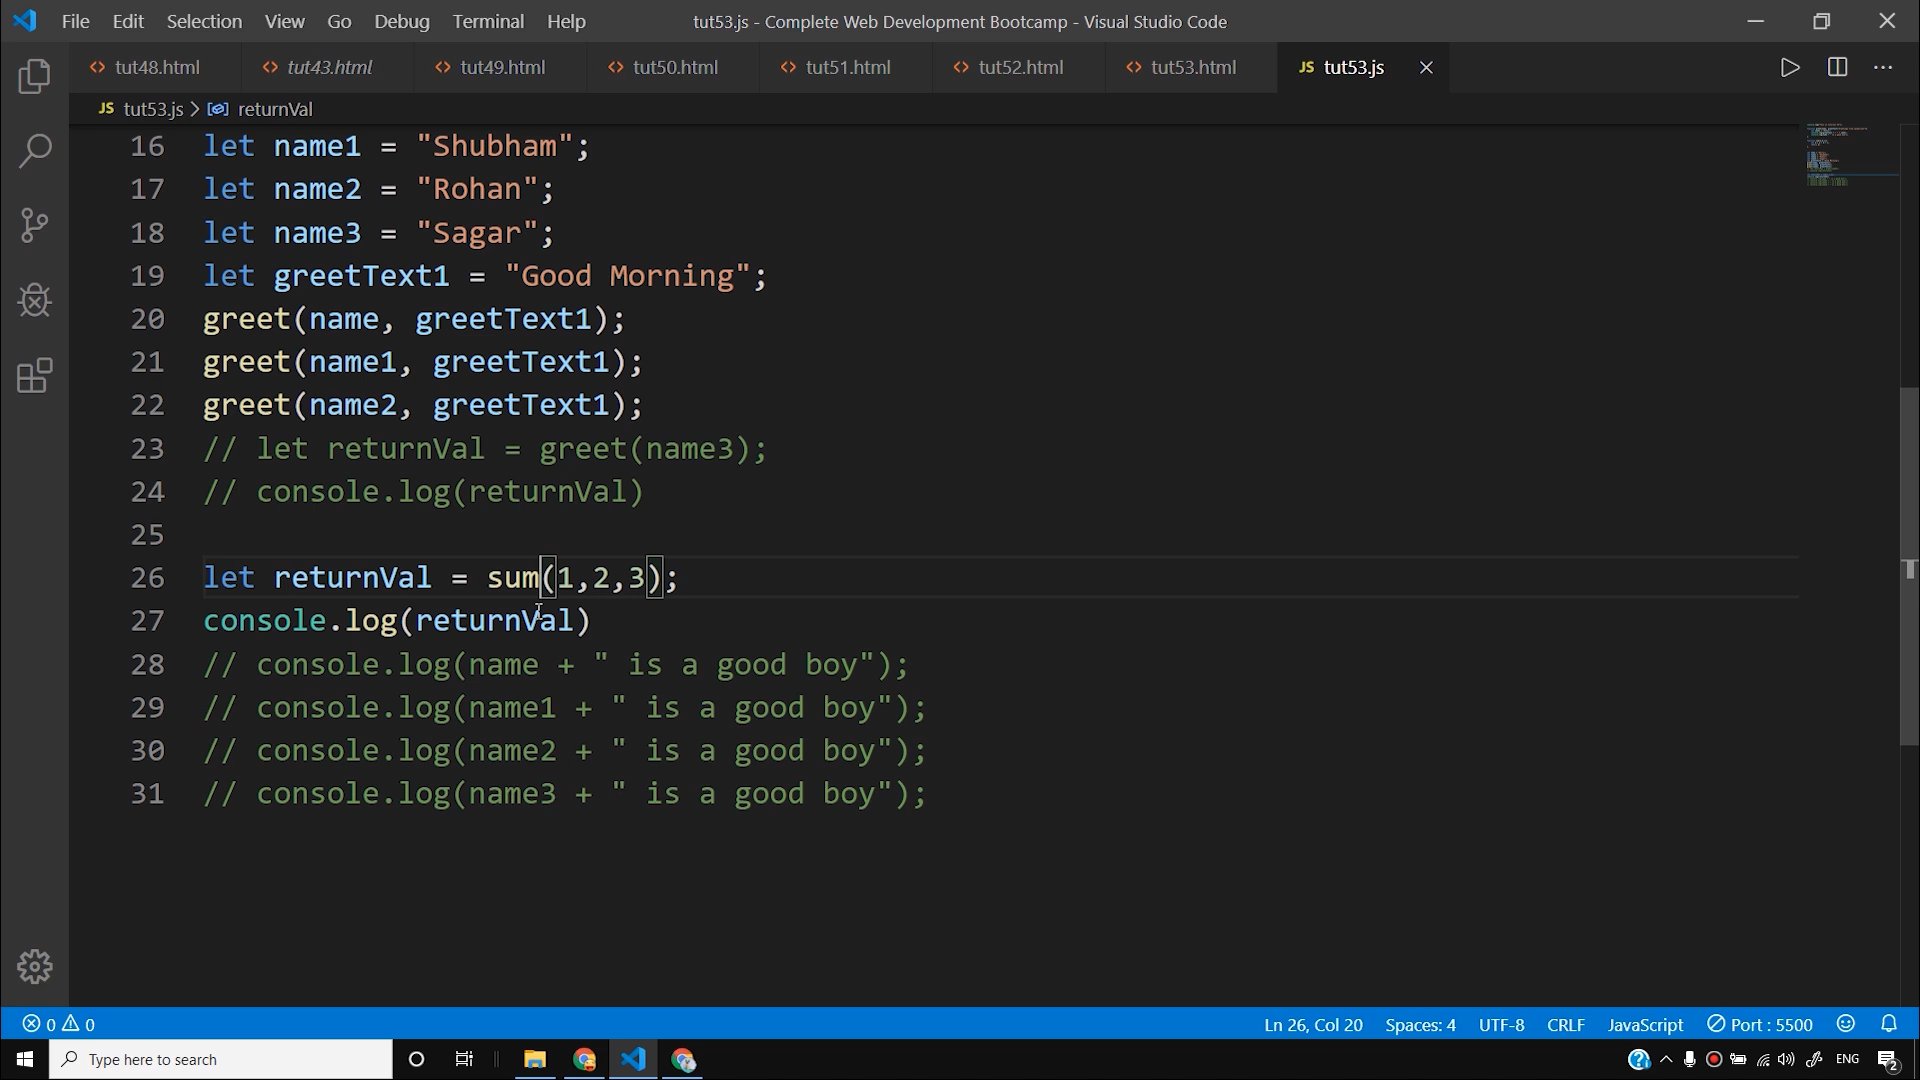 File Edit Selection View Go Debug Terminal Help tut53.js - Complete Web Development Bootcamp - Visual Studio Code
tut48.html tut43.html tut49.html tut50.html tut51.html tut52.html tut53.html JS tut53.js
JS tut53.js > returnVal
16 let name1 = "Shubham";
17 let name2 = "Rohan";
18 let name3 = "Sagar";
19 let greetText1 = "Good Morning";
20 greet(name, greetText1);
21 greet(name1, greetText1);
22 greet(name2, greetText1);
23 // let returnVal = greet(name3);
24 // console.log(returnVal)
25
26 let returnVal = sum(1,2,3);
27 console.log(returnVal)
28 // console.log(name + " is a good boy");
29 // console.log(name1 + " is a good boy");
30 // console.log(name2 + " is a good boy");
31 // console.log(name3 + " is a good boy");
0 0 Ln 26, Col 20 Spaces: 4 UTF-8 CRLF JavaScript Port : 5500
Type here to search ENG 2